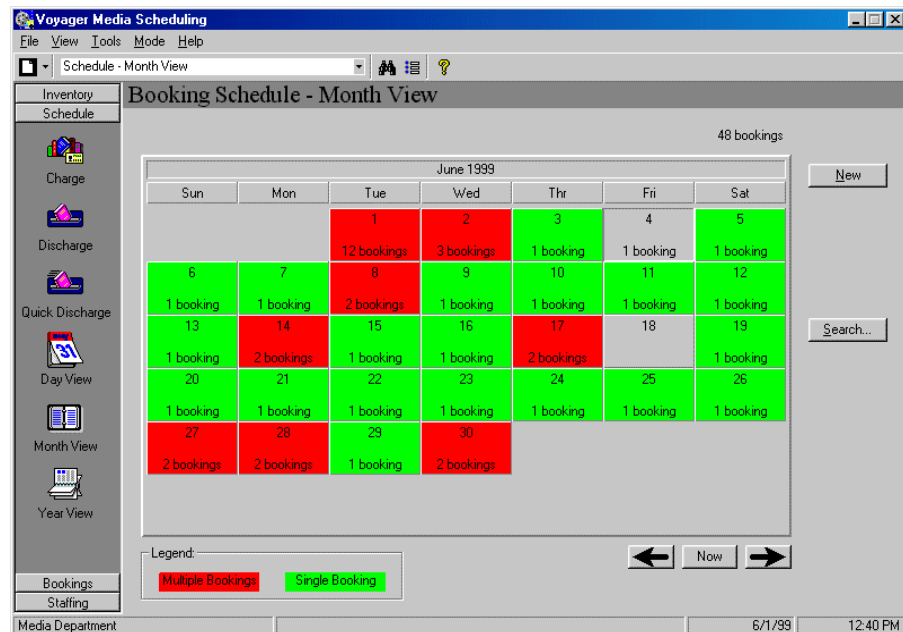 Voyager Media Scheduling
File View Tools Mode Help
Schedule - Month View
Inventory
Schedule
Charge
Discharge
Quick Discharge
Day View
Month View
Year View
Bookings
Staffing
Booking Schedule - Month View
48 bookings
June 1999
Sun Mon Tue Wed Thr Fri Sat
1 2 3 4 5
12 bookings 3 bookings 1 booking 1 booking 1 booking
6 7 8 9 10 11 12
1 booking 1 booking 2 bookings 1 booking 1 booking 1 booking 1 booking
13 14 15 16 17 18 19
1 booking 2 bookings 1 booking 1 booking 2 bookings 1 booking
20 21 22 23 24 25 26
1 booking 1 booking 1 booking 1 booking 1 booking 1 booking 1 booking
27 28 29 30
2 bookings 2 bookings 1 booking 2 bookings
New
Search...
Legend:
Multiple Bookings Single Booking
Now
Media Department 6/1/99 12:40 PM